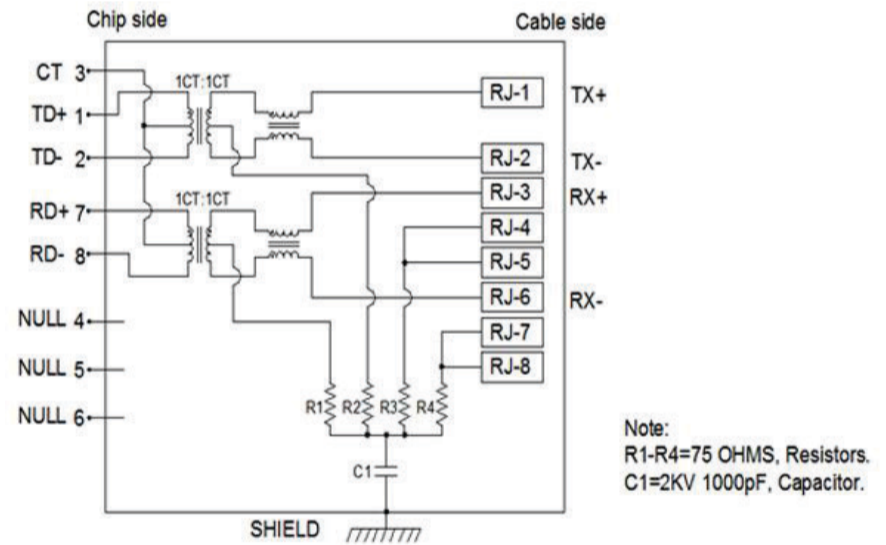 Chip side
Cable side
CT 3
1CT:1CT
RJ-1 TX+
TD+ 1
TD- 2
RJ-2 TX-
1CT:1CT
RJ-3 RX+
RD+ 7
RJ-4
RD- 8
RJ-5
RJ-6 RX-
NULL 4
RJ-7
NULL 5
RJ-8
NULL 6
R1 R2 R3 R4
Note:
R1-R4=75 OHMS, Resistors.
C1
C1=2KV 1000pF, Capacitor.
SHIELD